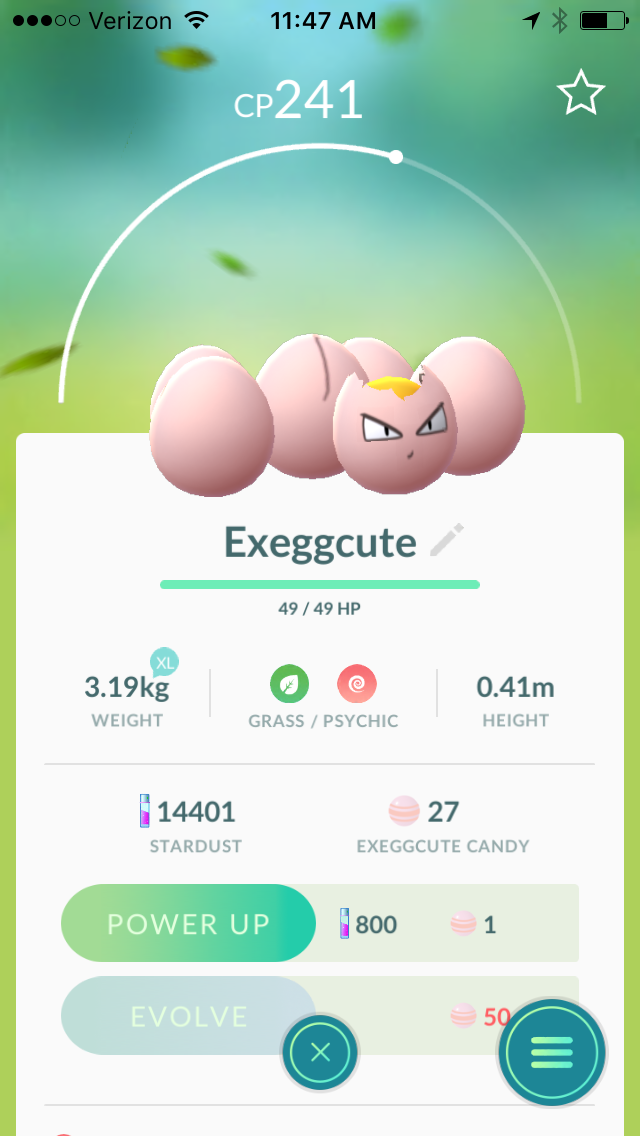 Verizon 11:47 AM
CP241
Exeggcute
49 / 49 HP
XL
3.19kg 0.41m
WEIGHT GRASS / PSYCHIC HEIGHT
14401 27
STARDUST EXEGGCUTE CANDY
POWER UP 800 1
EVOLVE 50